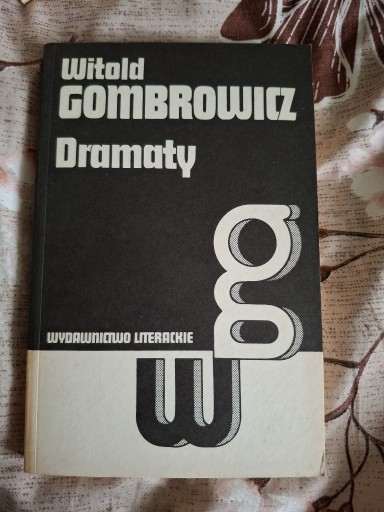 Witold
GOMBROWICZ
Dramaty
g
WYDAWNICTWO LITERACKIE
w